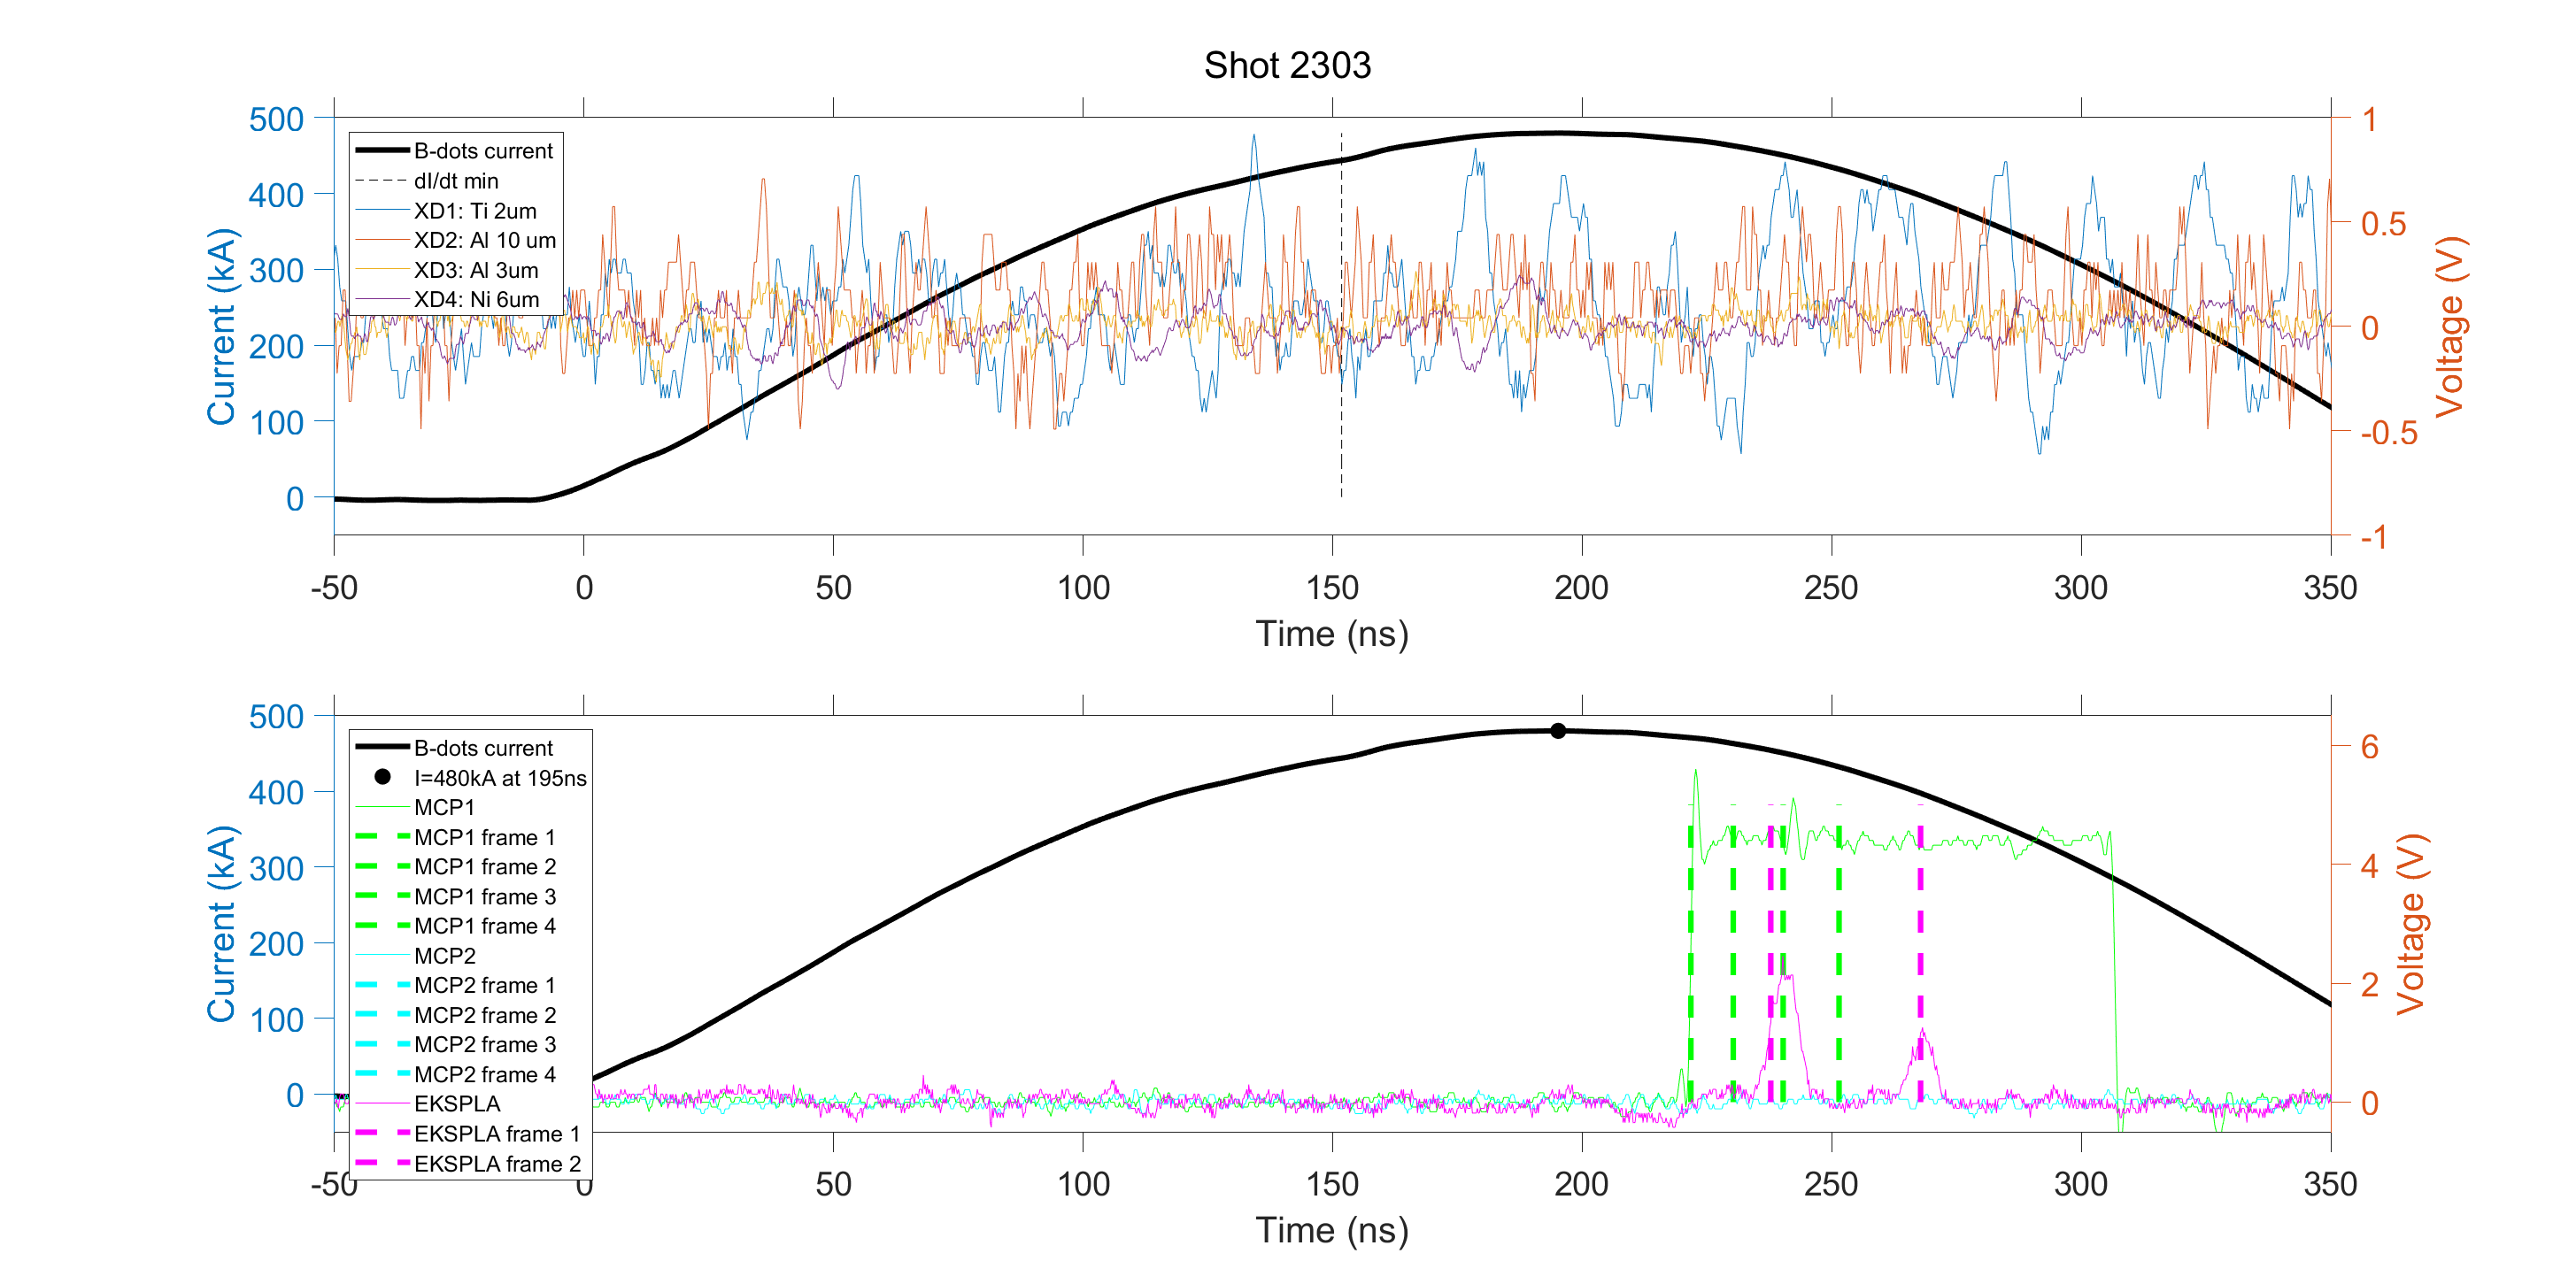 Shot 2303
500
400
300
200
100
0
Current (kA)
B-dots current
dI/dt min
XD1: Ti 2um
XD2: Al 10 um
XD3: Al 3um
XD4: Ni 6um
1
0.5
0
-0.5
-1
Voltage (V)
-50 0 50 100 150 200 250 300 350
Time (ns)
500
400
300
200
100
0
Current (kA)
B-dots current
I=480kA at 195ns
MCP1
MCP1 frame 1
MCP1 frame 2
MCP1 frame 3
MCP1 frame 4
MCP2
MCP2 frame 1
MCP2 frame 2
MCP2 frame 3
MCP2 frame 4
EKSPLA
EKSPLA frame 1
EKSPLA frame 2
6
4
2
0
Voltage (V)
-50 0 50 100 150 200 250 300 350
Time (ns)